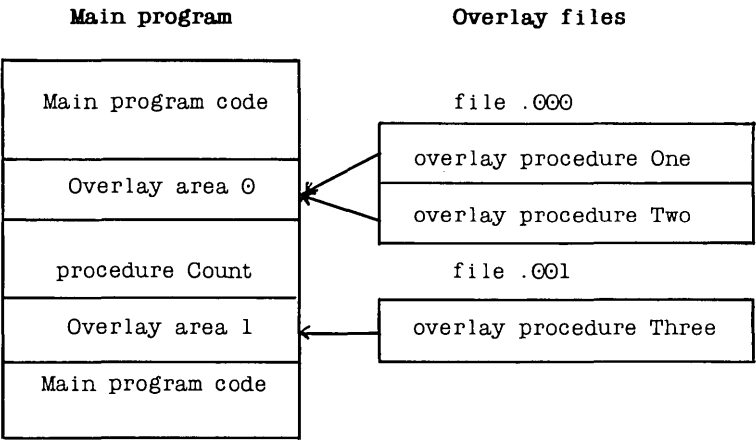 Main program
Overlay files
Main program code
Overlay area 0
procedure Count
Overlay area 1
Main program code
file .000
overlay procedure One
overlay procedure Two
file .001
overlay procedure Three